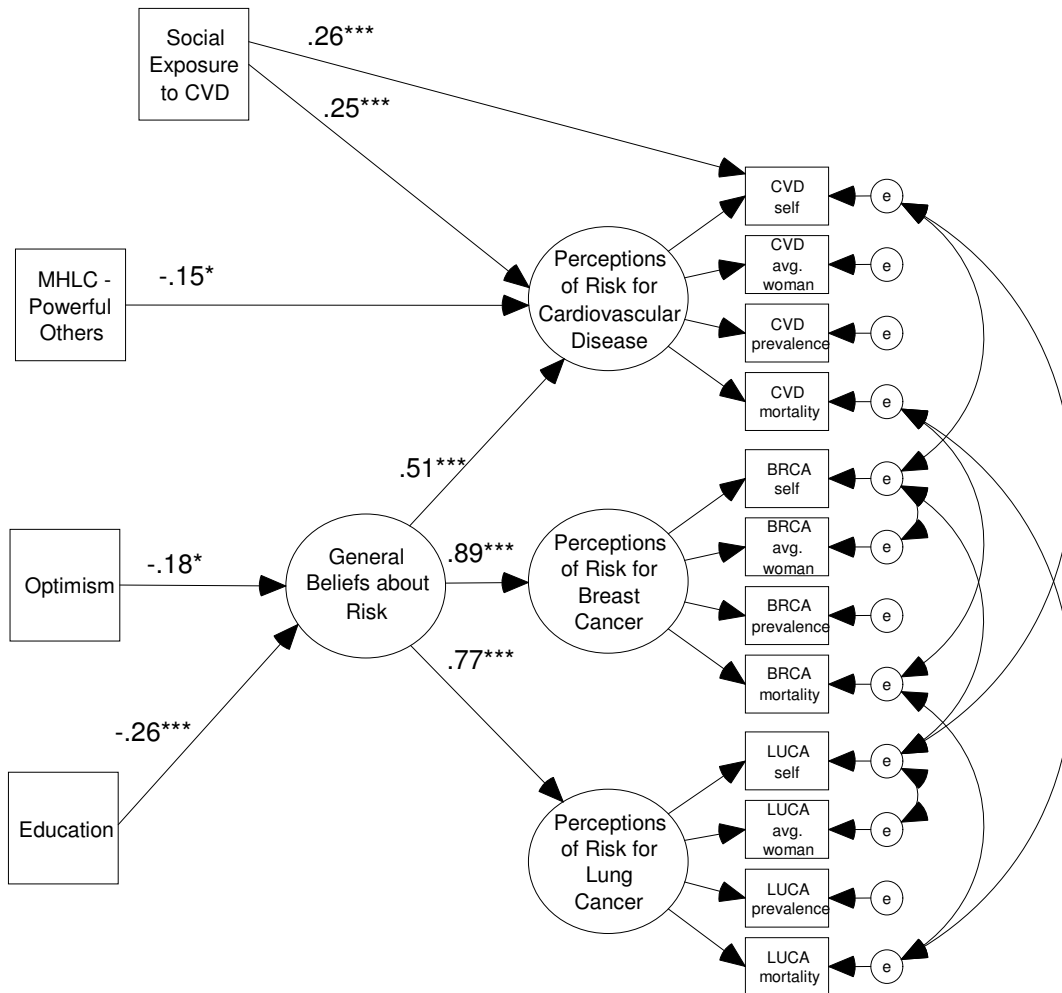 Social
Exposure
to CVD
.26***
.25***
MHLC -
Powerful
Others
-.15*
Perceptions
of Risk for
Cardiovascular
Disease
CVD
self
e
CVD
avg.
woman
e
CVD
prevalence
e
CVD
mortality
e
.51***
Optimism
-.18*
General
Beliefs about
Risk
.89***
Perceptions
of Risk for
Breast
Cancer
BRCA
self
e
BRCA
avg.
woman
e
BRCA
prevalence
e
BRCA
mortality
e
.77***
-.26***
Education
Perceptions
of Risk for
Lung
Cancer
LUCA
self
e
LUCA
avg.
woman
e
LUCA
prevalence
e
LUCA
mortality
e